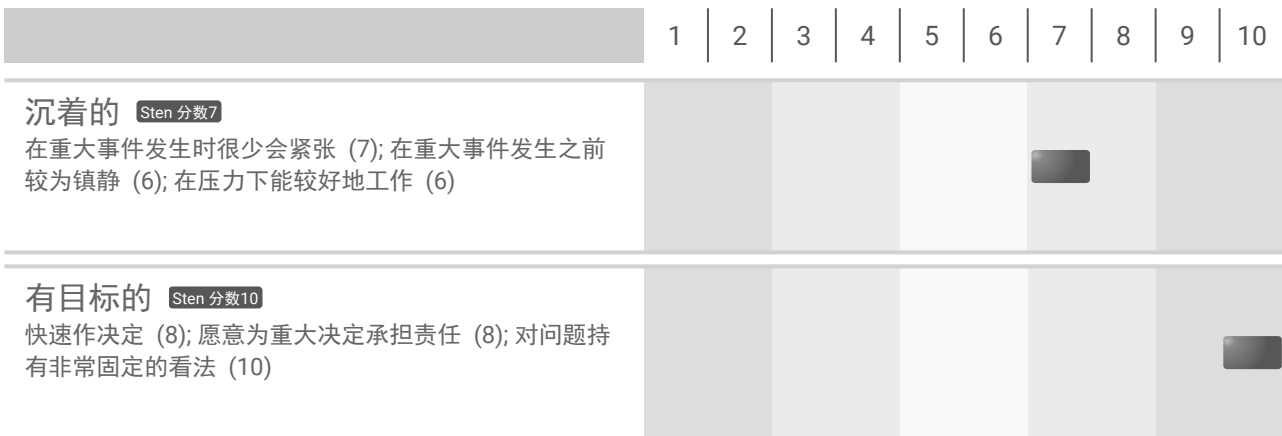 1 2 3 4 5 6 7 8 9 10
沉着的 Sten 分数7
在重大事件发生时很少会紧张 (7); 在重大事件发生之前
较为镇静 (6); 在压力下能较好地工作 (6)
有目标的 Sten 分数10
快速作决定 (8); 愿意为重大决定承担责任 (8); 对问题持
有非常固定的看法 (10)